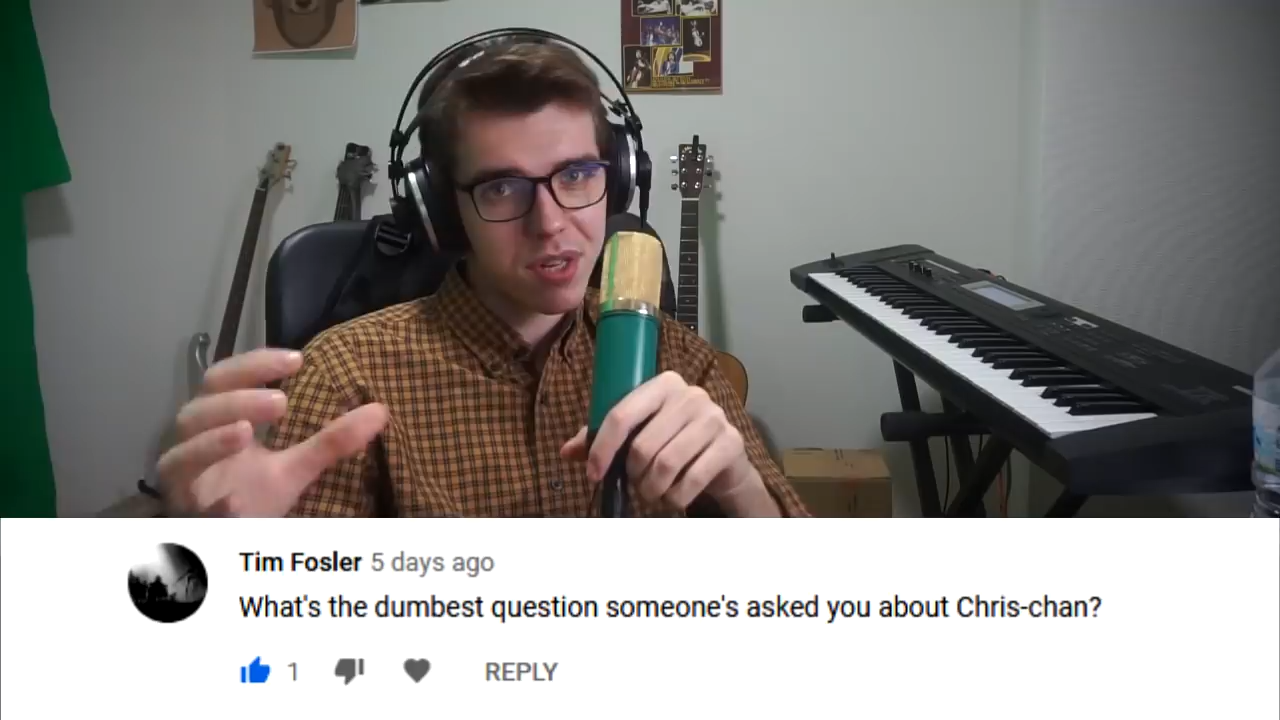 Tim Fosler 5 days ago
What's the dumbest question someone's asked you about Chris-chan?
1 REPLY